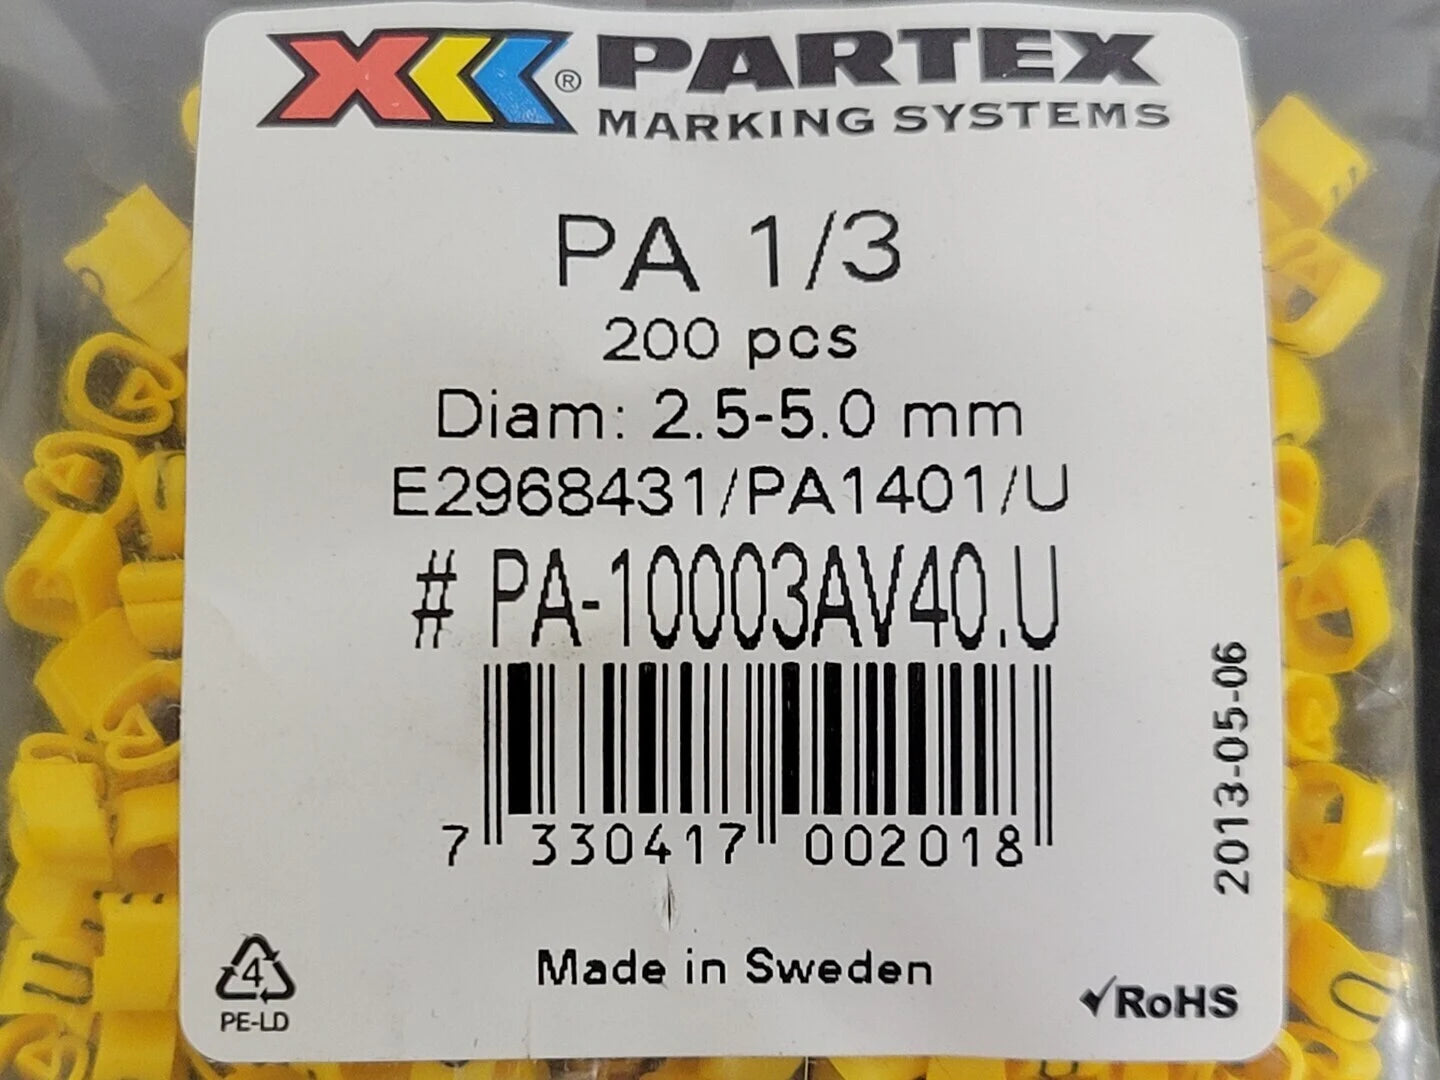 ® PARTEX
MARKING SYSTEMS
PA 1/3
200 pcs
Diam: 2.5-5.0 mm
E2968431/PA1401/U
# PA-10003AV40.U
7 330417 002018
2013-05-06
Made in Sweden
4
PE-LD
RoHS
U
U